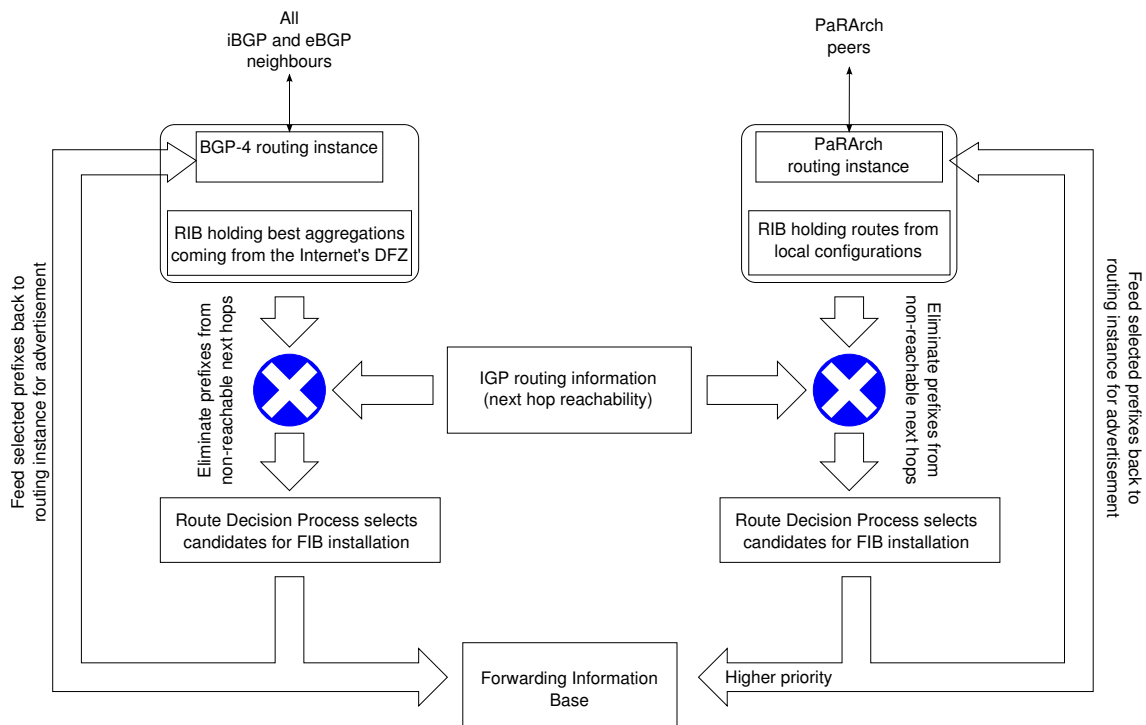 All
iBGP and eBGP
neighbours
PaRArch
peers
BGP-4 routing instance
PaRArch
routing instance
RIB holding best aggregations
coming from the Internet's DFZ
RIB holding routes from
local configurations
Feed selected prefixes back to
routing instance for advertisement
Eliminate prefixes from
non-reachable next hops
IGP routing information
(next hop reachability)
Eliminate prefixes from
non-reachable next hops
Feed selected prefixes back to
routing instance for advertisement
Route Decision Process selects
candidates for FIB installation
Route Decision Process selects
candidates for FIB installation
Forwarding Information
Base
Higher priority